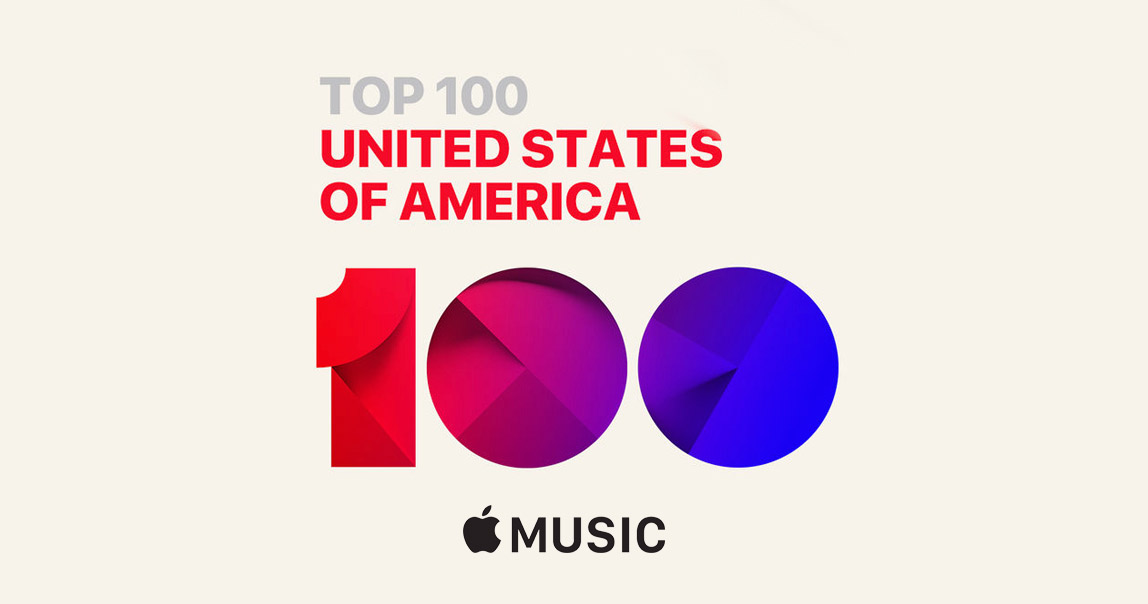 TOP 100
UNITED STATES
OF AMERICA
100
MUSIC